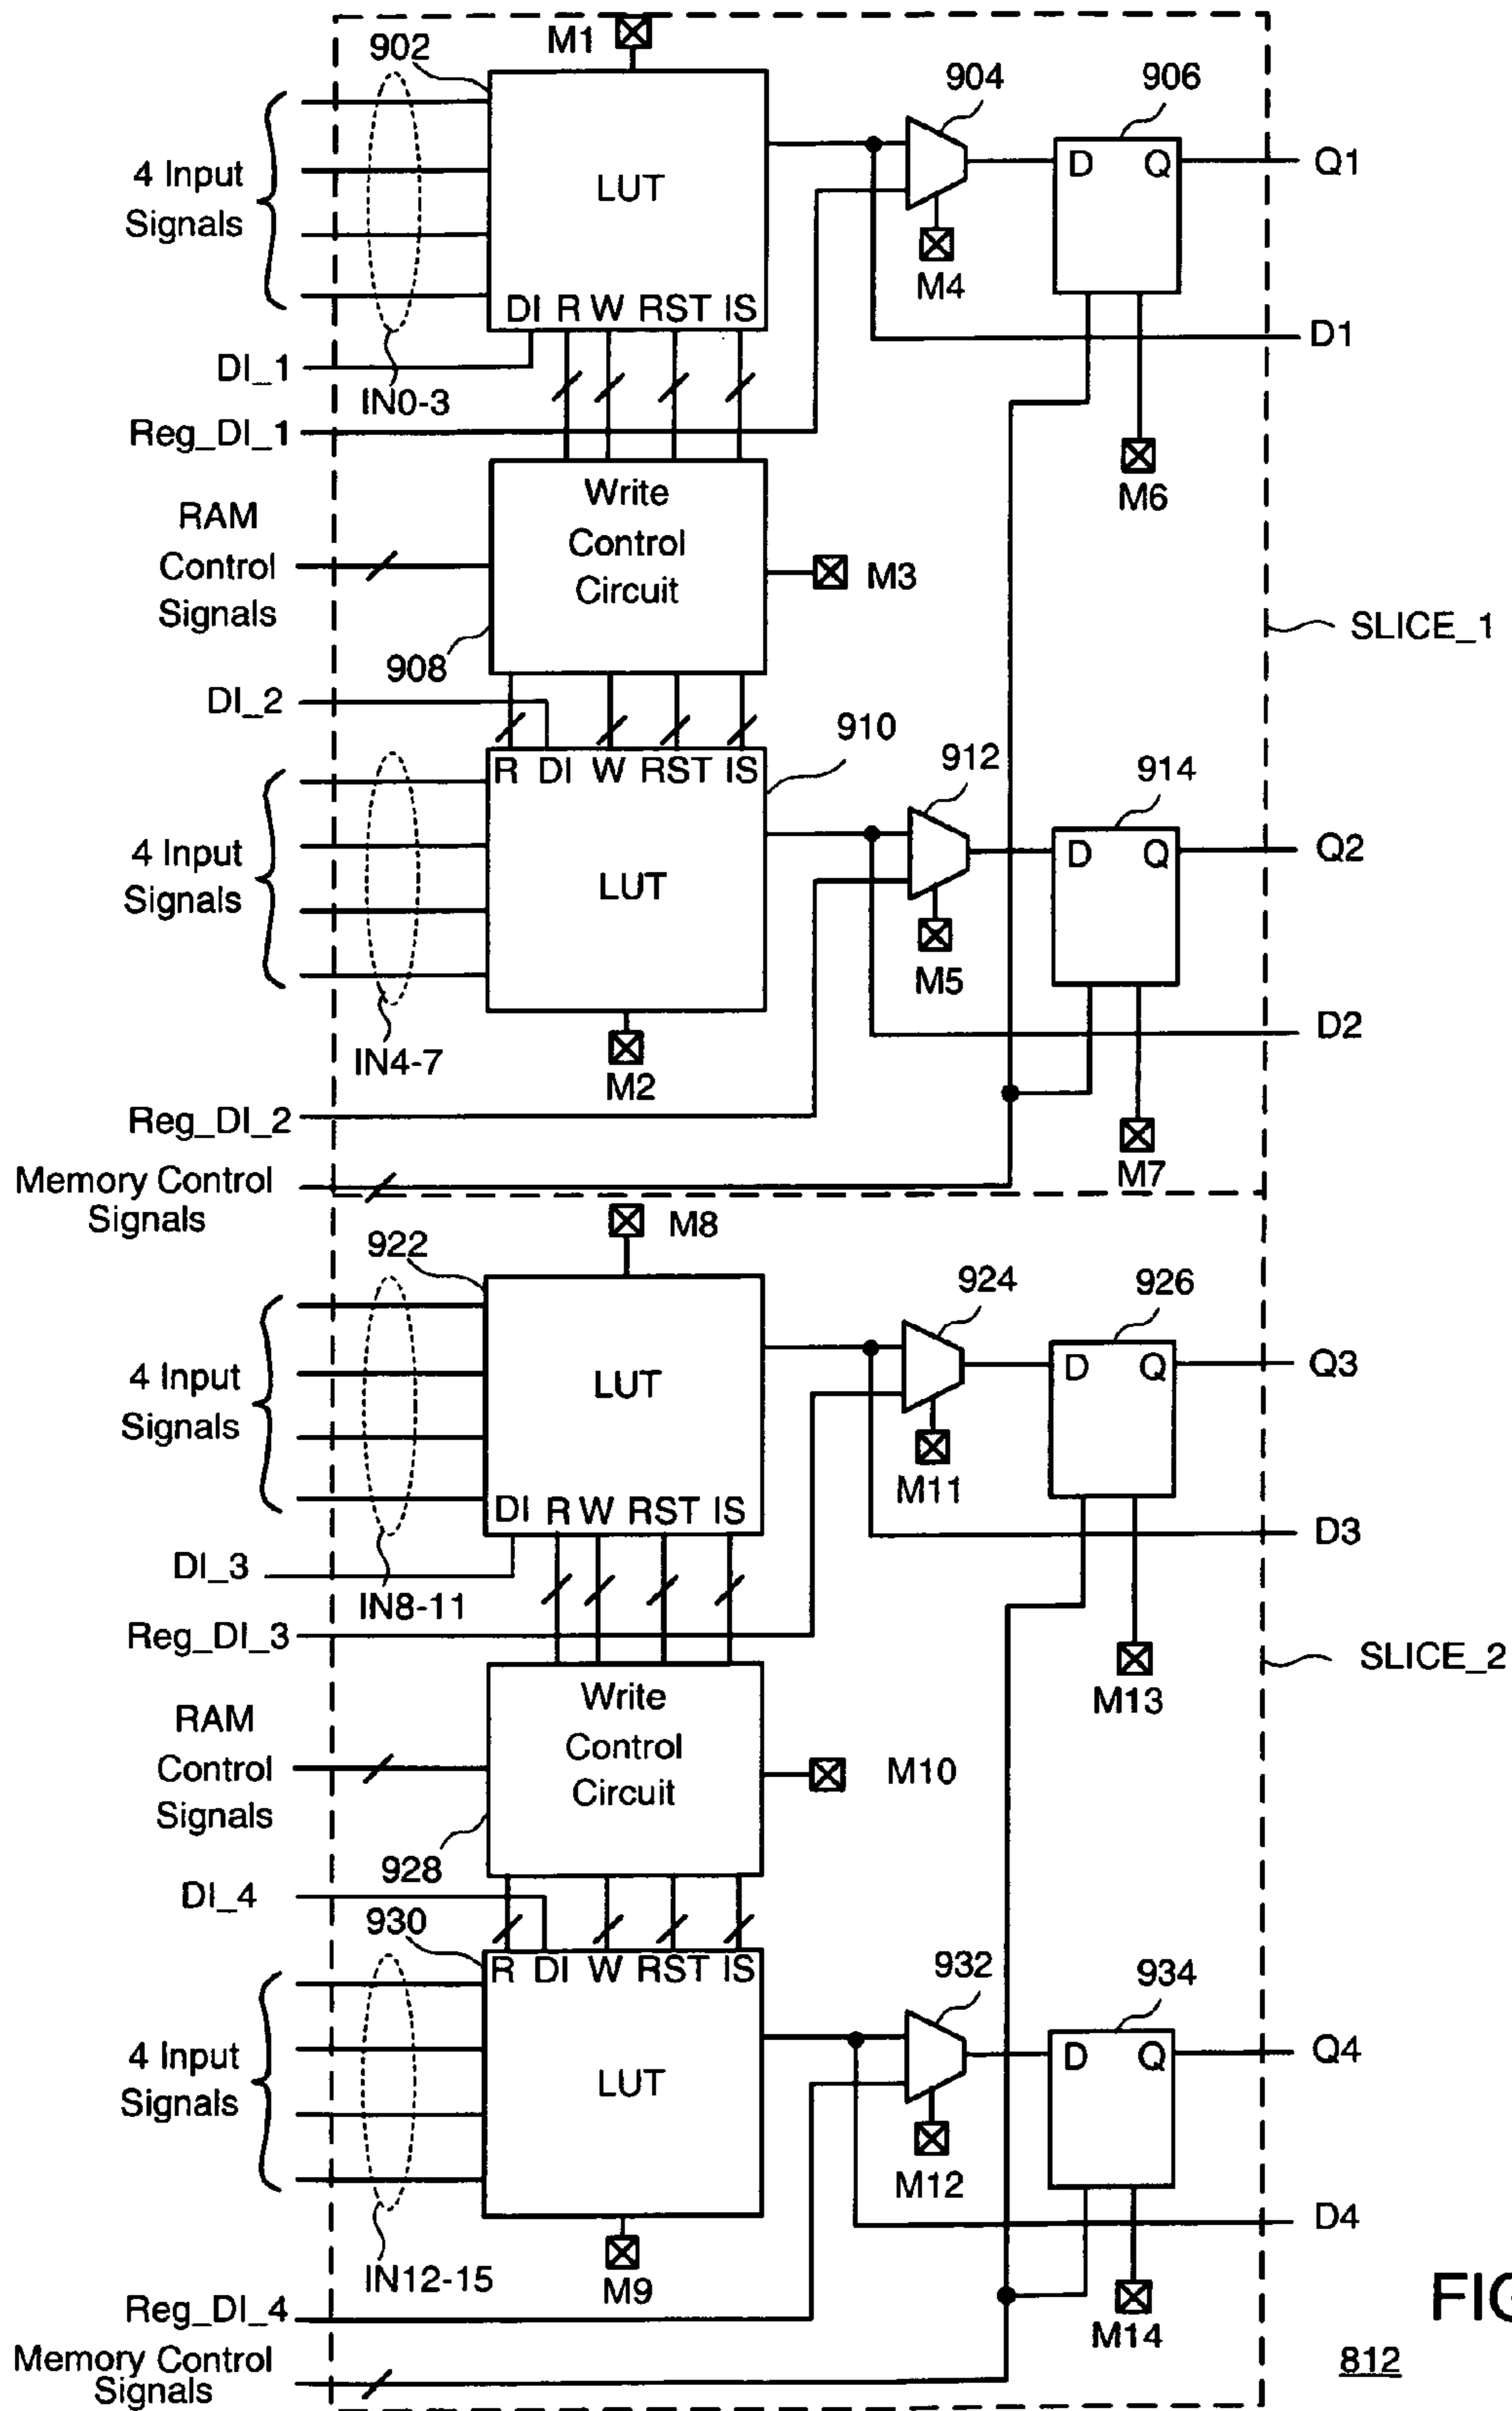 M1
902
904
906
4 Input
Signals
LUT
D Q
Q1
M4
DI R W RST IS
D1
DI_1
IN0-3
Reg_DI_1
M6
RAM
Control
Signals
Write
Control
Circuit
M3
SLICE_1
908
DI_2
910
R DI W RST IS
912
914
4 Input
Signals
LUT
D Q
Q2
M5
D2
IN4-7
M2
Reg_DI_2
M7
Memory Control
Signals
M8
922
924
926
4 Input
Signals
LUT
D Q
Q3
M11
DI R W RST IS
D3
DI_3
IN8-11
Reg_DI_3
SLICE_2
M13
RAM
Control
Signals
Write
Control
Circuit
M10
928
DI_4
930
R DI W RST IS
932
934
4 Input
Signals
LUT
D Q
Q4
M12
D4
IN12-15
M9
Reg_DI_4
M14
Memory Control
Signals
812